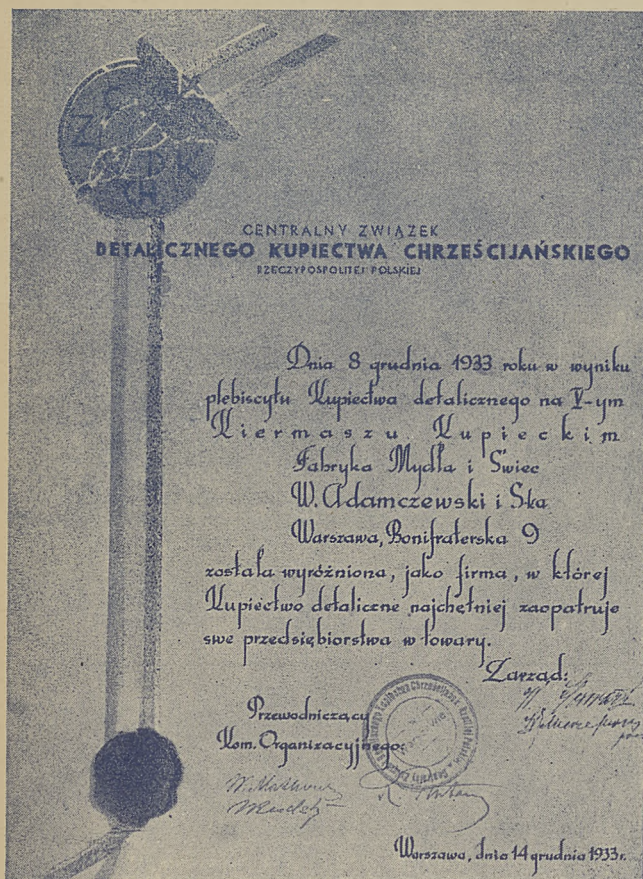 CENTRALNY ZWIĄZEK
DETALICZNEGO KUPIECTWA CHRZEŚCIJAŃSKIEGO
RZECZYPOSPOLITEJ POLSKIEJ
Dnia 8 grudnia 1933 roku w wyniku
plebiscytu Kupiectwa detalicznego na V-ym
Kiermaszu Kupieckim
Fabryka Mydła i Świec
W. Adamczewski i Ska
Warszawa, Bonifraterska 9
została wyróżniona, jako firma, w której
Kupiectwo detaliczne najchętniej zaopatruje
swe przedsiębiorstwa w towary.
Zarząd:
Przewodniczący
Kom. Organizacyjnego:
Warszawa, dnia 14 grudnia 1933r.